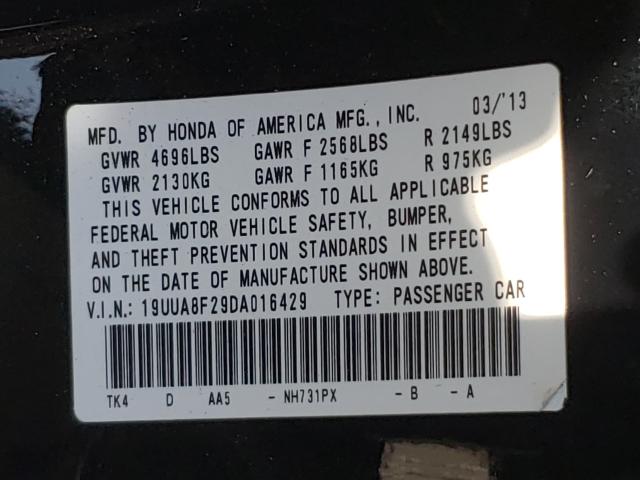 MFD. BY HONDA OF AMERICA MFG., INC. 03/'13
GVWR 4696LBS GAWR F 2568LBS R 2149LBS
GVWR 2130KG GAWR F 1165KG R 975KG
THIS VEHICLE CONFORMS TO ALL APPLICABLE
FEDERAL MOTOR VEHICLE SAFETY, BUMPER,
AND THEFT PREVENTION STANDARDS IN EFFECT
ON THE DATE OF MANUFACTURE SHOWN ABOVE.
V.I.N.: 19UUA8F29DA016429 TYPE: PASSENGER CAR
TK4 D AA5 - NH731PX - B - A